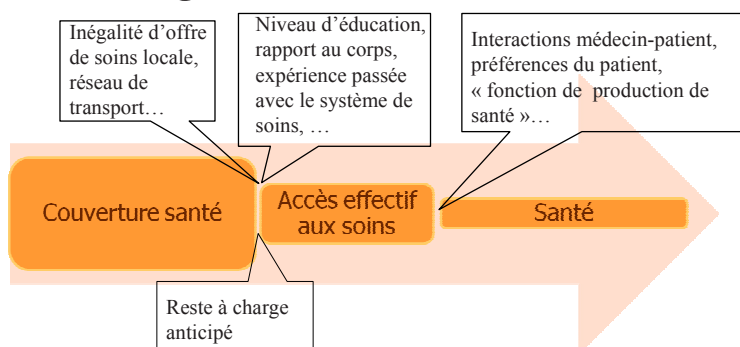 Inégalité d’offre
de soins locale,
réseau de
transport…
Niveau d’éducation,
rapport au corps,
expérience passée
avec le système de
soins, …
Interactions médecin-patient,
préférences du patient,
« fonction de production de
santé »…
Couverture santé
Accès effectif
aux soins
Santé
Reste à charge
anticipé